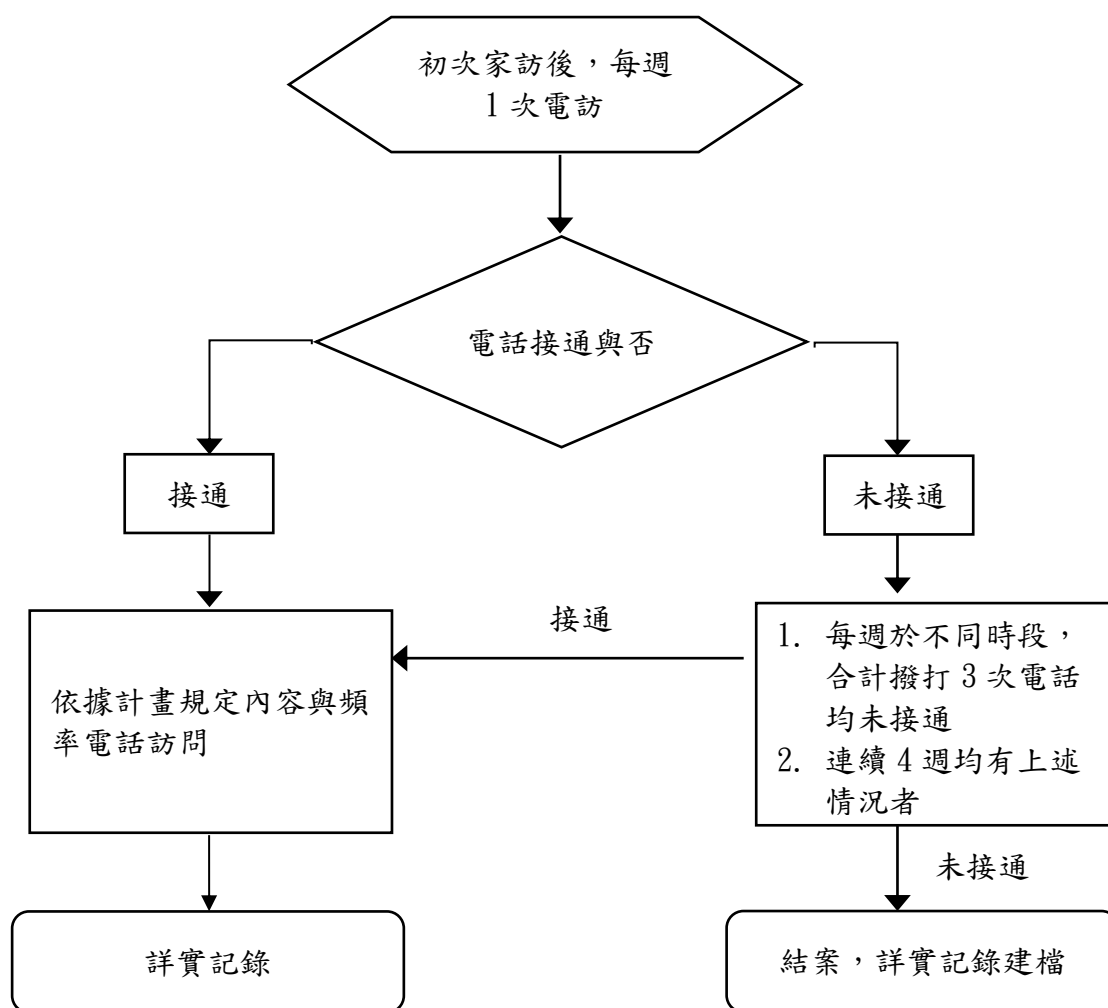 初次家訪後，每週
1 次電訪
電話接通與否
接通
未接通
接通
1. 每週於不同時段，
合計撥打 3 次電話
均未接通
2. 連續 4 週均有上述
情況者
依據計畫規定內容與頻
率電話訪問
未接通
詳實記錄
結案，詳實記錄建檔